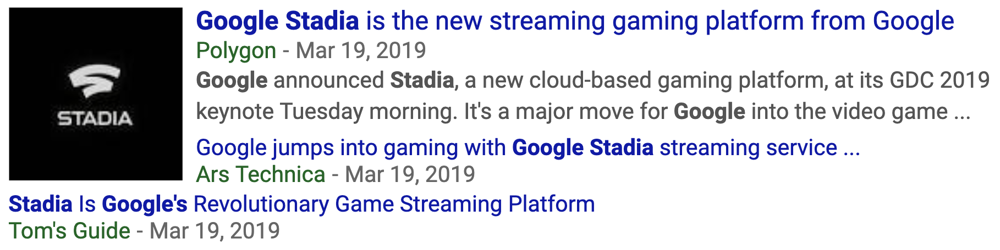 STADIA
Google Stadia is the new streaming gaming platform from Google
Polygon - Mar 19, 2019
Google announced Stadia, a new cloud-based gaming platform, at its GDC 2019
keynote Tuesday morning. It's a major move for Google into the video game ...
Google jumps into gaming with Google Stadia streaming service ...
Ars Technica - Mar 19, 2019
Stadia Is Google's Revolutionary Game Streaming Platform
Tom's Guide - Mar 19, 2019